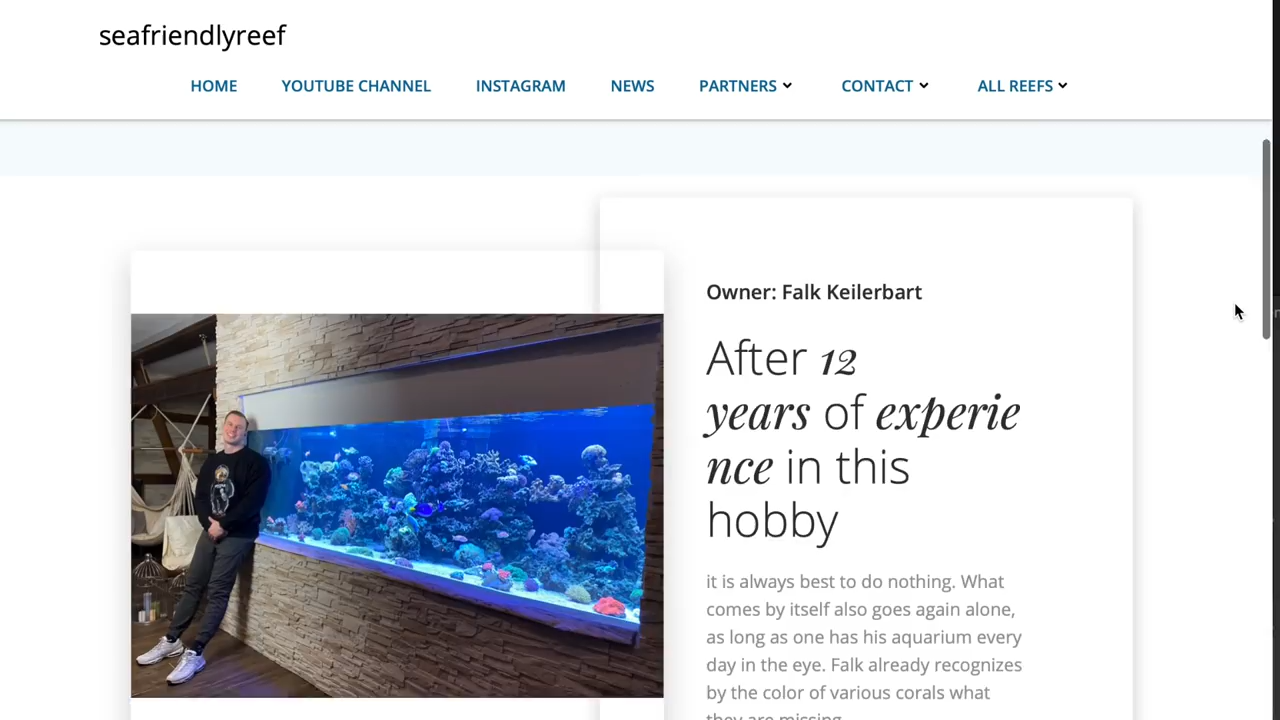 seafriendlyreef
HOME YOUTUBE CHANNEL INSTAGRAM NEWS PARTNERS CONTACT ALL REEFS
Owner: Falk Keilerbart
After 12
years of experie
nce in this
hobby
it is always best to do nothing. What
comes by itself also goes again alone,
as long as one has his aquarium every
day in the eye. Falk already recognizes
by the color of various corals what
they are missing.